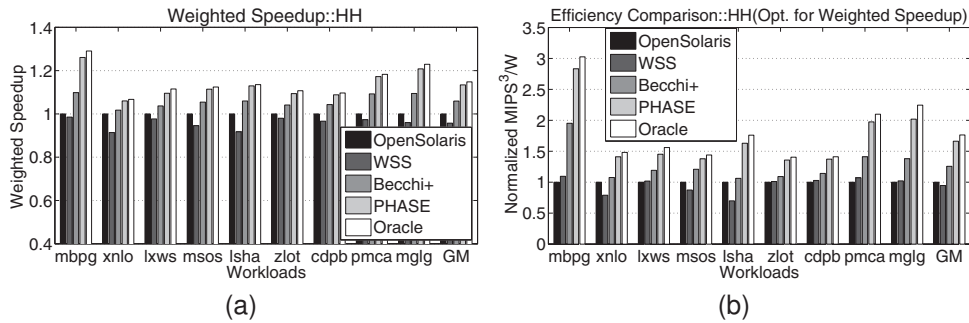 Weighted Speedup::HH
1.4
1.2
1
0.8
0.6
0.4
Weighted Speedup
OpenSolaris
WSS
Becchi+
PHASE
Oracle
mbpg xnlo lxws msos lsha zlot cdpb pmca mglg GM
Workloads
(a)
Efficiency Comparison::HH(Opt. for Weighted Speedup)
3.5
3
2.5
2
1.5
1
0.5
0
Normalized MIPS³/W
OpenSolaris
WSS
Becchi+
PHASE
Oracle
mbpg xnlo lxws msos lsha zlot cdpb pmca mglg GM
Workloads
(b)